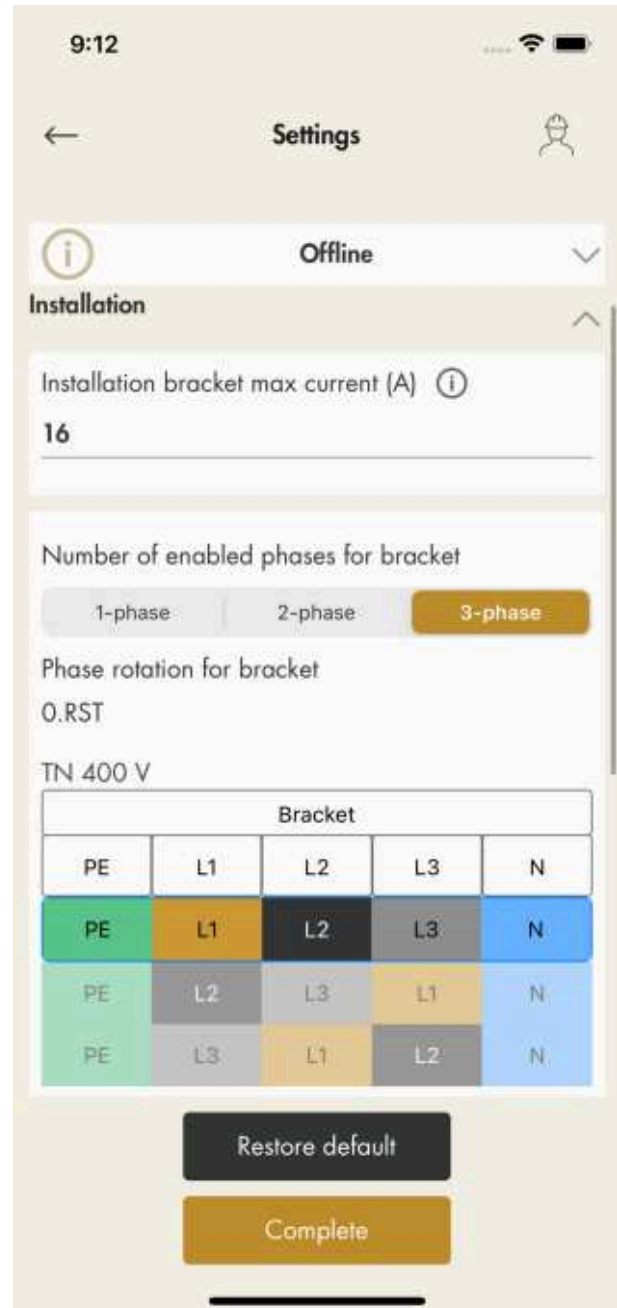 9:12
Settings
Offline
Installation
Installation bracket max current (A)
16
Number of enabled phases for bracket
1-phase 2-phase 3-phase
Phase rotation for bracket
0.RST
TN 400 V
Bracket
PE L1 L2 L3 N
PE L1 L2 L3 N
PE L2 L3 L1 N
PE L3 L1 L2 N
Restore default
Complete